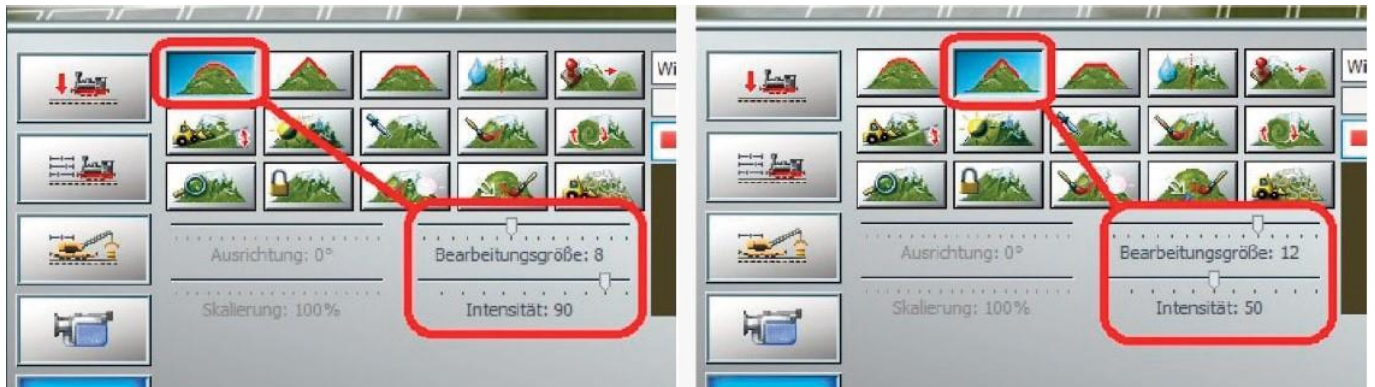 Wi
Ausrichtung: 0°
Bearbeitungsgröße: 8
Skalierung: 100%
Intensität: 90
Wi
Ausrichtung: 0°
Bearbeitungsgröße: 12
Skalierung: 100%
Intensität: 50